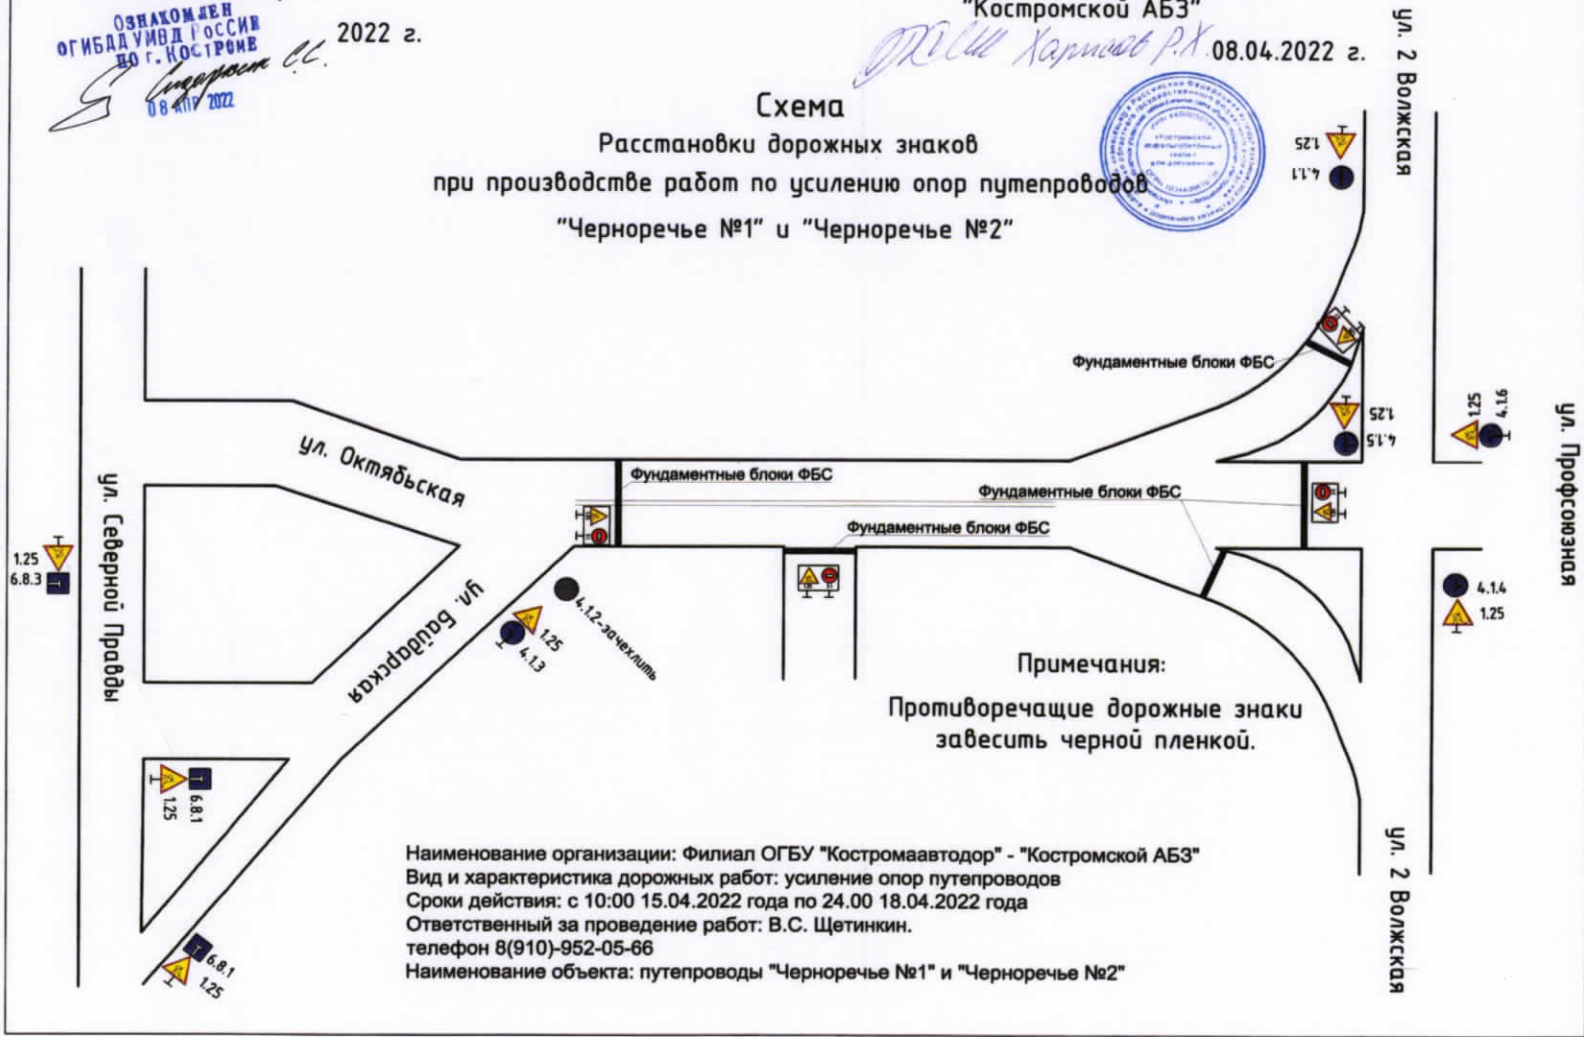 "Костромской АБЗ"
ОЗНАКОМЛЕН
ОГИБДД УМВД РОССИИ
ПО г. КОСТРОМЕ
08 АПР 2022
2022 г.
Харисов Р.Х. 08.04.2022 г.
Схема
Расстановки дорожных знаков
при производстве работ по усилению опор путепроводов
"Черноречье №1" и "Черноречье №2"
ул. 2 Волжская
1.25
4.1.1
Фундаментные блоки ФБС
1.25
4.1.5
1.25
4.1.6
ул. Профсоюзная
ул. Октябьская
Фундаментные блоки ФБС
Фундаментные блоки ФБС
Фундаментные блоки ФБС
ул. Северной Правды
1.25
6.8.3
ул. Байдарская
4.1.2-зачехлить
1.25
4.1.3
4.1.4
1.25
Примечания:
Противоречащие дорожные знаки
завесить черной пленкой.
6.8.1
1.25
6.8.1
1.25
ул. 2 Волжская
Наименование организации: Филиал ОГБУ "Костромаавтодор" - "Костромской АБЗ"
Вид и характеристика дорожных работ: усиление опор путепроводов
Сроки действия: с 10:00 15.04.2022 года по 24.00 18.04.2022 года
Ответственный за проведение работ: В.С. Щетинкин.
телефон 8(910)-952-05-66
Наименование объекта: путепроводы "Черноречье №1" и "Черноречье №2"